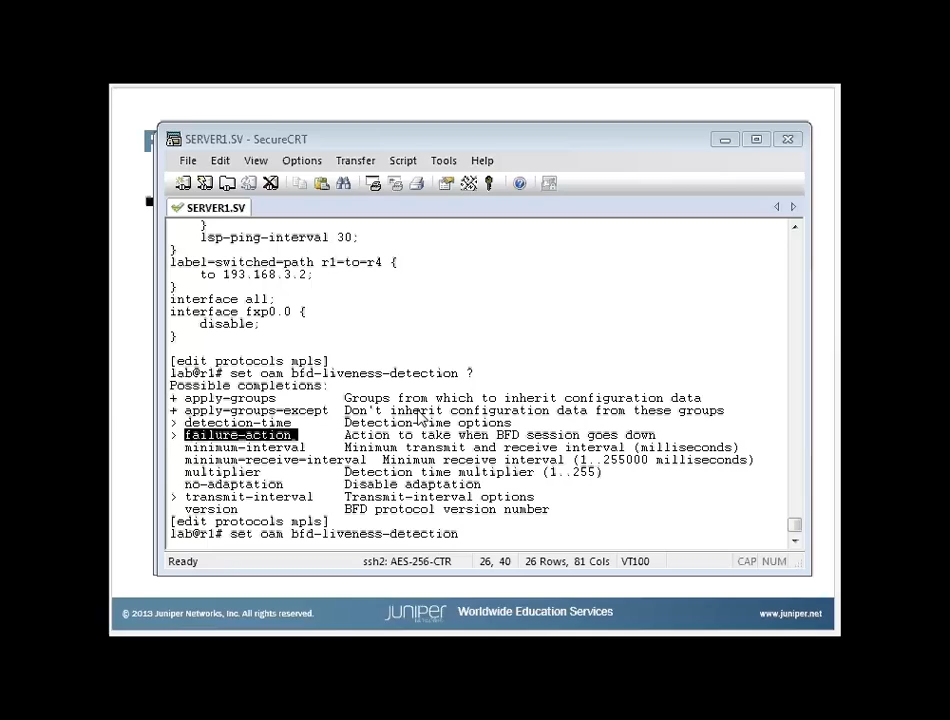 SERVER1.SV - SecureCRT
File Edit View Options Transfer Script Tools Help
SERVER1.SV
}
lsp-ping-interval 30;
}
label=switched=path r1=to=r4 {
to 193.168.3.2;
}
interface all;
interface fxp0.0 {
disable;
}
[edit protocols mpls]
lab@r1# set oam bfd-liveness-detection ?
Possible completions:
+ apply-groups Groups from which to inherit configuration data
+ apply-groups-except Don't inherit configuration data from these groups
> detection-time Detection-time options
> failure-action Action to take when BFD session goes down
minimum-interval Minimum transmit and receive interval (milliseconds)
minimum=receive=interval Minimum receive interval (1..255000 milliseconds)
multiplier Detection time multiplier (1..255)
no-adaptation Disable adaptation
> transmit-interval Transmit-interval options
version BFD protocol version number
[edit protocols mpls]
lab@r1# set oam bfd-liveness-detection
Ready ssh2: AES-256-CTR 26, 40 26 Rows, 81 Cols VT100 CAP NUM
© 2013 Juniper Networks, Inc. All rights reserved. JUNIPER Worldwide Education Services www.juniper.net